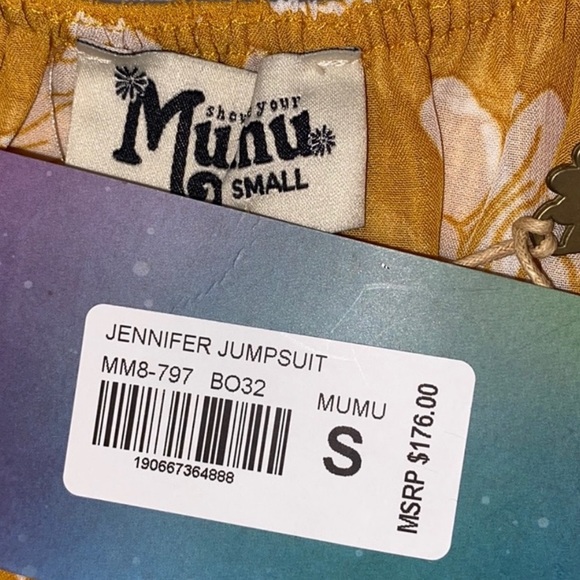 show your
Mumu
SMALL
JENNIFER JUMPSUIT
MM8-797 BO32
MUMU
S
190667364888
MSRP $176.00